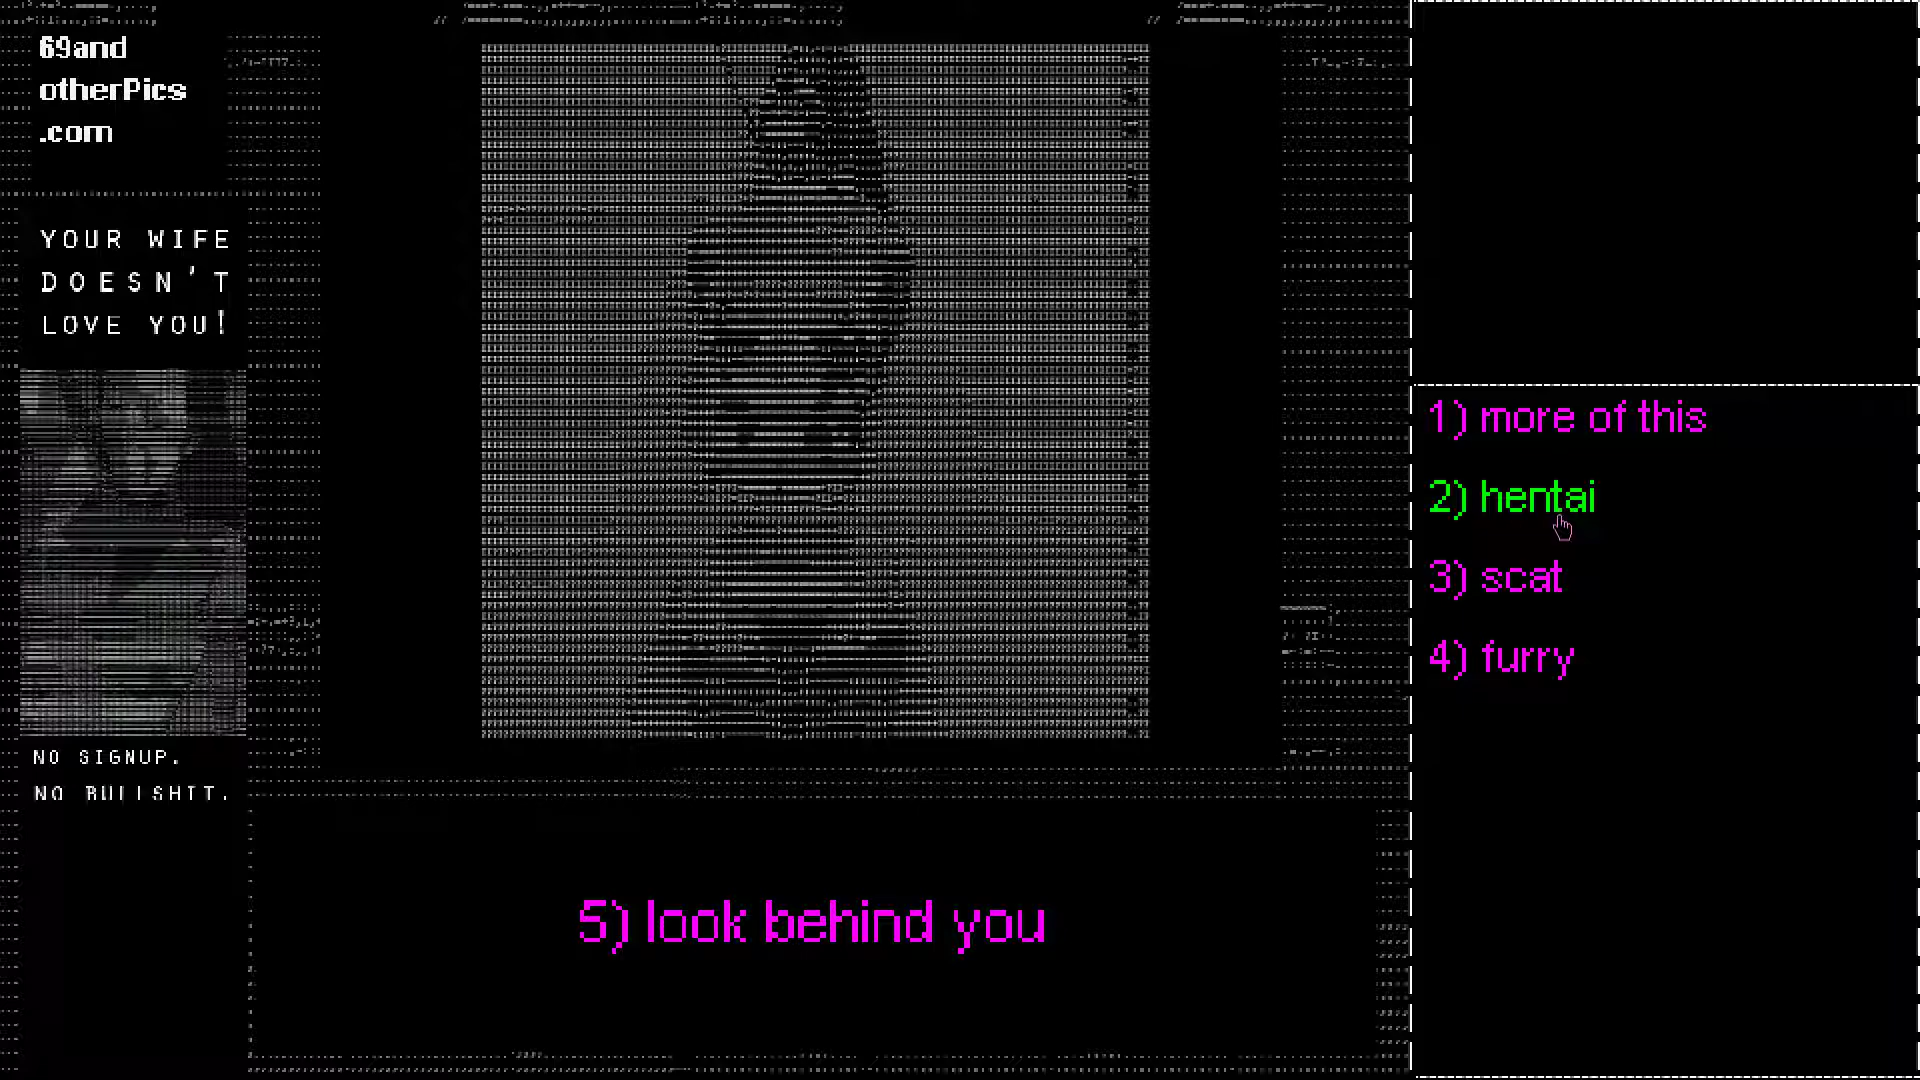 69and
otherPics
.com
YOUR WIFE
DOESN'T
LOVE YOU!
NO SIGNUP.
NO BULLSHIT.
1) more of this
2) hentai
3) scat
4) furry
5) look behind you